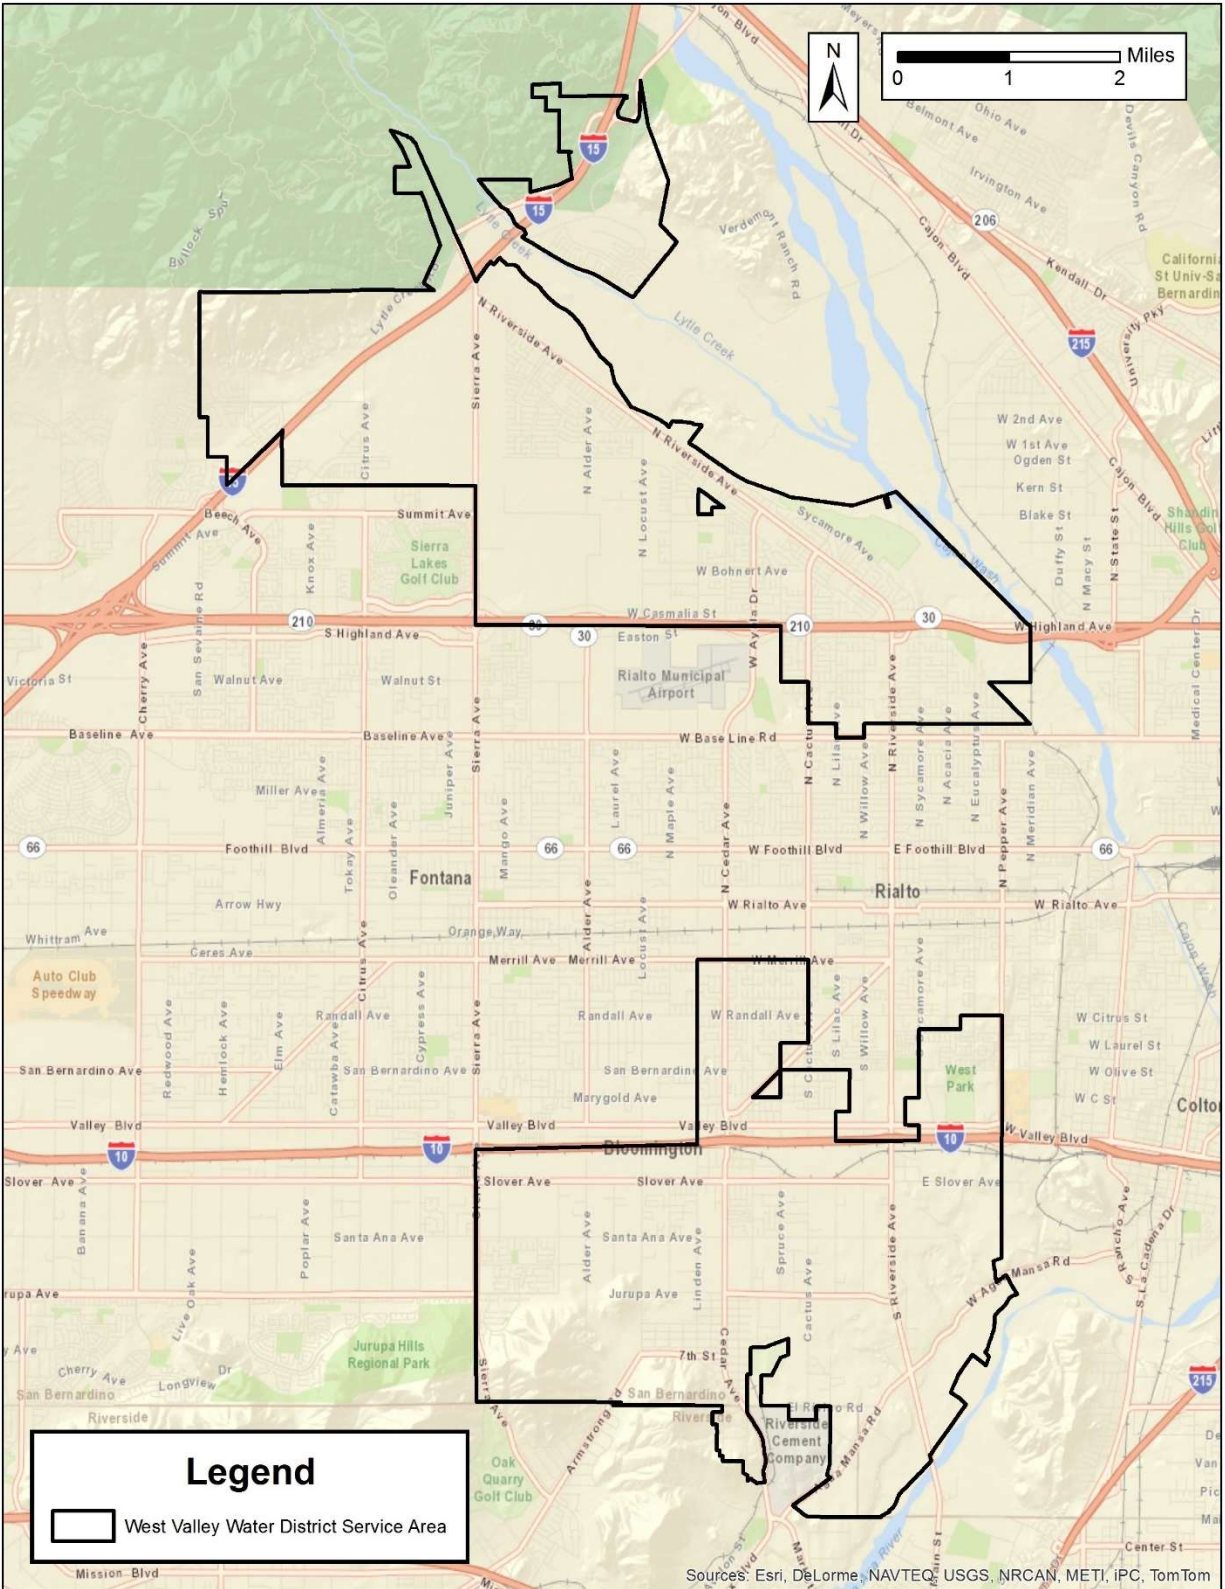 N
Miles
0 1 2
Belmont Ave
Ohio Ave
Devils Canyon Rd
Irvington Ave
15
206
Verdemont Ranch Rd
Cajon Blvd
Bullock Spur
15
Lytle Creek
Kendall Dr
California
St Univ-Sa
Bernardin
N Riverside Ave
Lytle Creek
University Pky
215
Sierra Ave
Citrus Ave
N Alder Ave
W 2nd Ave
W 1st Ave
Ogden St
N Riverside Ave
N Locust Ave
Kern St
Cajon Blvd
Beech Ave
Summit Ave
Blake St
Sycamore Ave
Shandin
Hills Gol
Club
Summit Ave
Knox Ave
Sierra
Lakes
Golf Club
W Bohnert Ave
Duffy St
N Macy St
N State St
W Casmalia St
210
S Highland Ave
30
Easton St
210
30
W Highland Ave
San Sevaine Rd
W Ayala Dr
Victoria St
Walnut Ave
Walnut St
Rialto Municipal
Airport
Cherry Ave
Sierra Ave
N Riverside Ave
Medical Center Dr
Baseline Ave
Baseline Ave
W Base Line Rd
Juniper Ave
Miller Ave
Almeria Ave
Laurel Ave
N Maple Ave
N Willow Ave
N Sycamore Ave
N Acacia Ave
N Eucalyptus Ave
N Meridian Ave
66
Foothill Blvd
66
66
W Foothill Blvd
E Foothill Blvd
66
Tokay Ave
Oleander Ave
Mango Ave
N Cedar Ave
N Pepper Ave
Fontana
Rialto
Arrow Hwy
W Rialto Ave
W Rialto Ave
Whittram Ave
Orange Way
Alder Ave
Locust Ave
Ceres Ave
Merrill Ave
Merrill Ave
W Merrill Ave
Cajon Wash
Auto Club
Speedway
Citrus Ave
Randall Ave
Randall Ave
W Randall Ave
W Citrus St
Redwood Ave
Hemlock Ave
Elm Ave
Catawba Ave
Cypress Ave
Sierra Ave
S Lilac Ave
S Willow Ave
W Laurel St
San Bernardino Ave
San Bernardino Ave
San Bernardino Ave
West
Park
W Olive St
Marygold Ave
W C St
Colton
Valley Blvd
Valley Blvd
Valley Blvd
W Valley Blvd
10
10
Bloomington
10
Slover Ave
Slover Ave
Slover Ave
E Slover Ave
Banana Ave
Poplar Ave
Santa Ana Ave
Alder Ave
Santa Ana Ave
Linden Ave
Spruce Ave
Cactus Ave
S Riverside Ave
S Rancho Ave
S La Cadena Dr
W Agua Mansa Rd
Live Oak Ave
Jurupa Ave
Jurupa Hills
Regional Park
7th St
Cedar Ave
Cherry Ave
Longview Dr
San Bernardino
Riverside
Sierra Ave
San Bernardino
Riverside
El Rivino Rd
215
Riverside
Cement
Company
Armstrong Rd
Agua Mansa Rd
Oak
Quarry
Golf Club
Legend
West Valley Water District Service Area
Center St
Main St
Mission Blvd
Sources: Esri, DeLorme, NAVTEQ, USGS, NRCAN, METI, iPC, TomTom